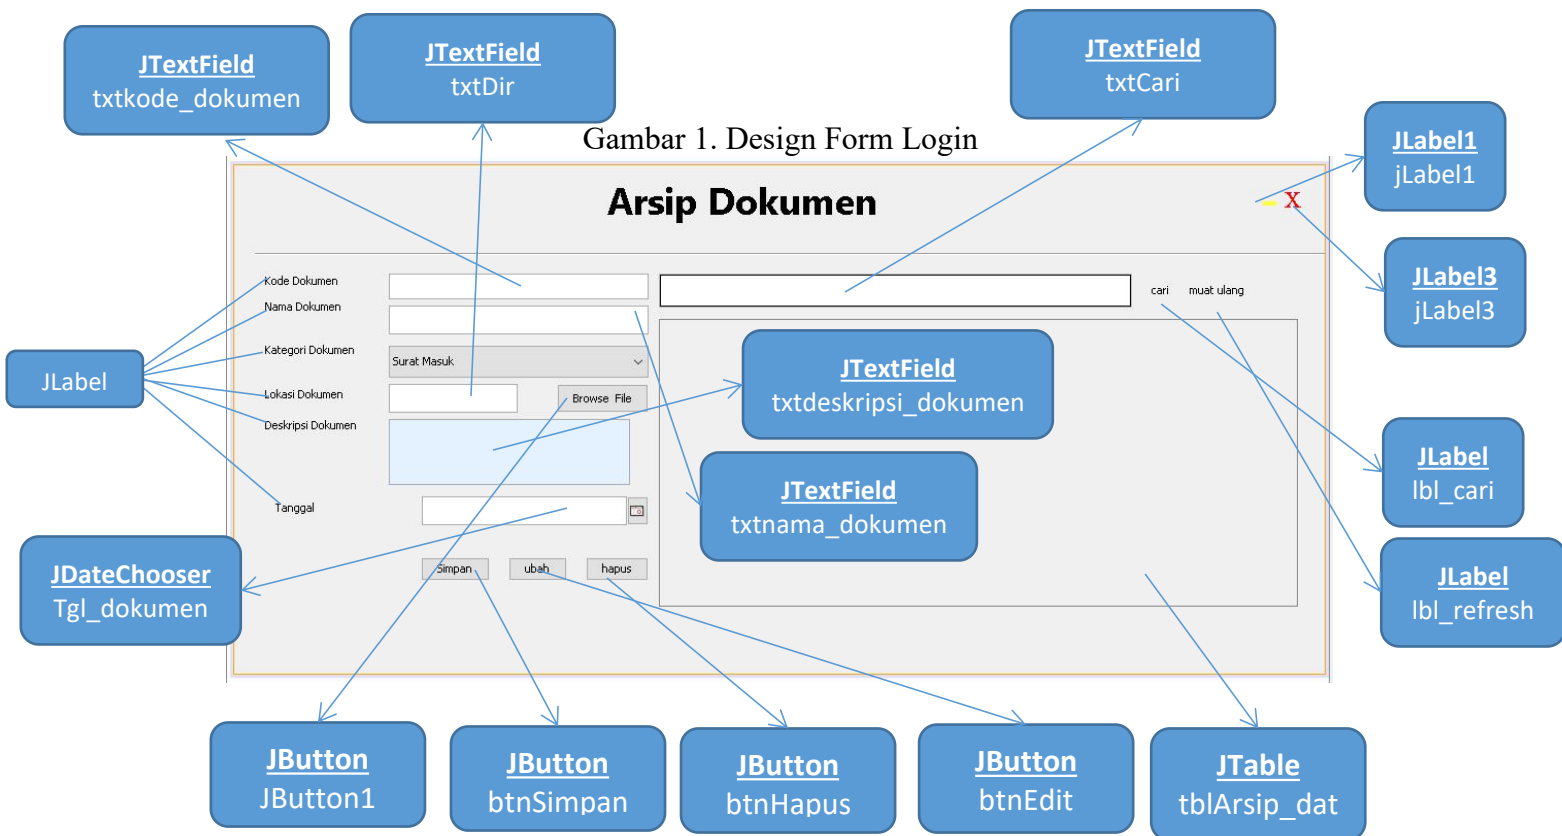 JTextField
txtkode_dokumen
JTextField
txtDir
JTextField
txtCari
Gambar 1. Design Form Login
JLabel1
jLabel1
Arsip Dokumen
- X
JLabel3
jLabel3
Kode Dokumen
cari muat ulang
Nama Dokumen
Kategori Dokumen
Surat Masuk
JLabel
JTextField
txtdeskripsi_dokumen
Lokasi Dokumen
Browse File
Deskripsi Dokumen
JLabel
lbl_cari
JTextField
txtnama_dokumen
Tanggal
JDateChooser
Tgl_dokumen
Simpan ubah hapus
JLabel
lbl_refresh
JButton
JButton1
JButton
btnSimpan
JButton
btnHapus
JButton
btnEdit
JTable
tblArsip_dat